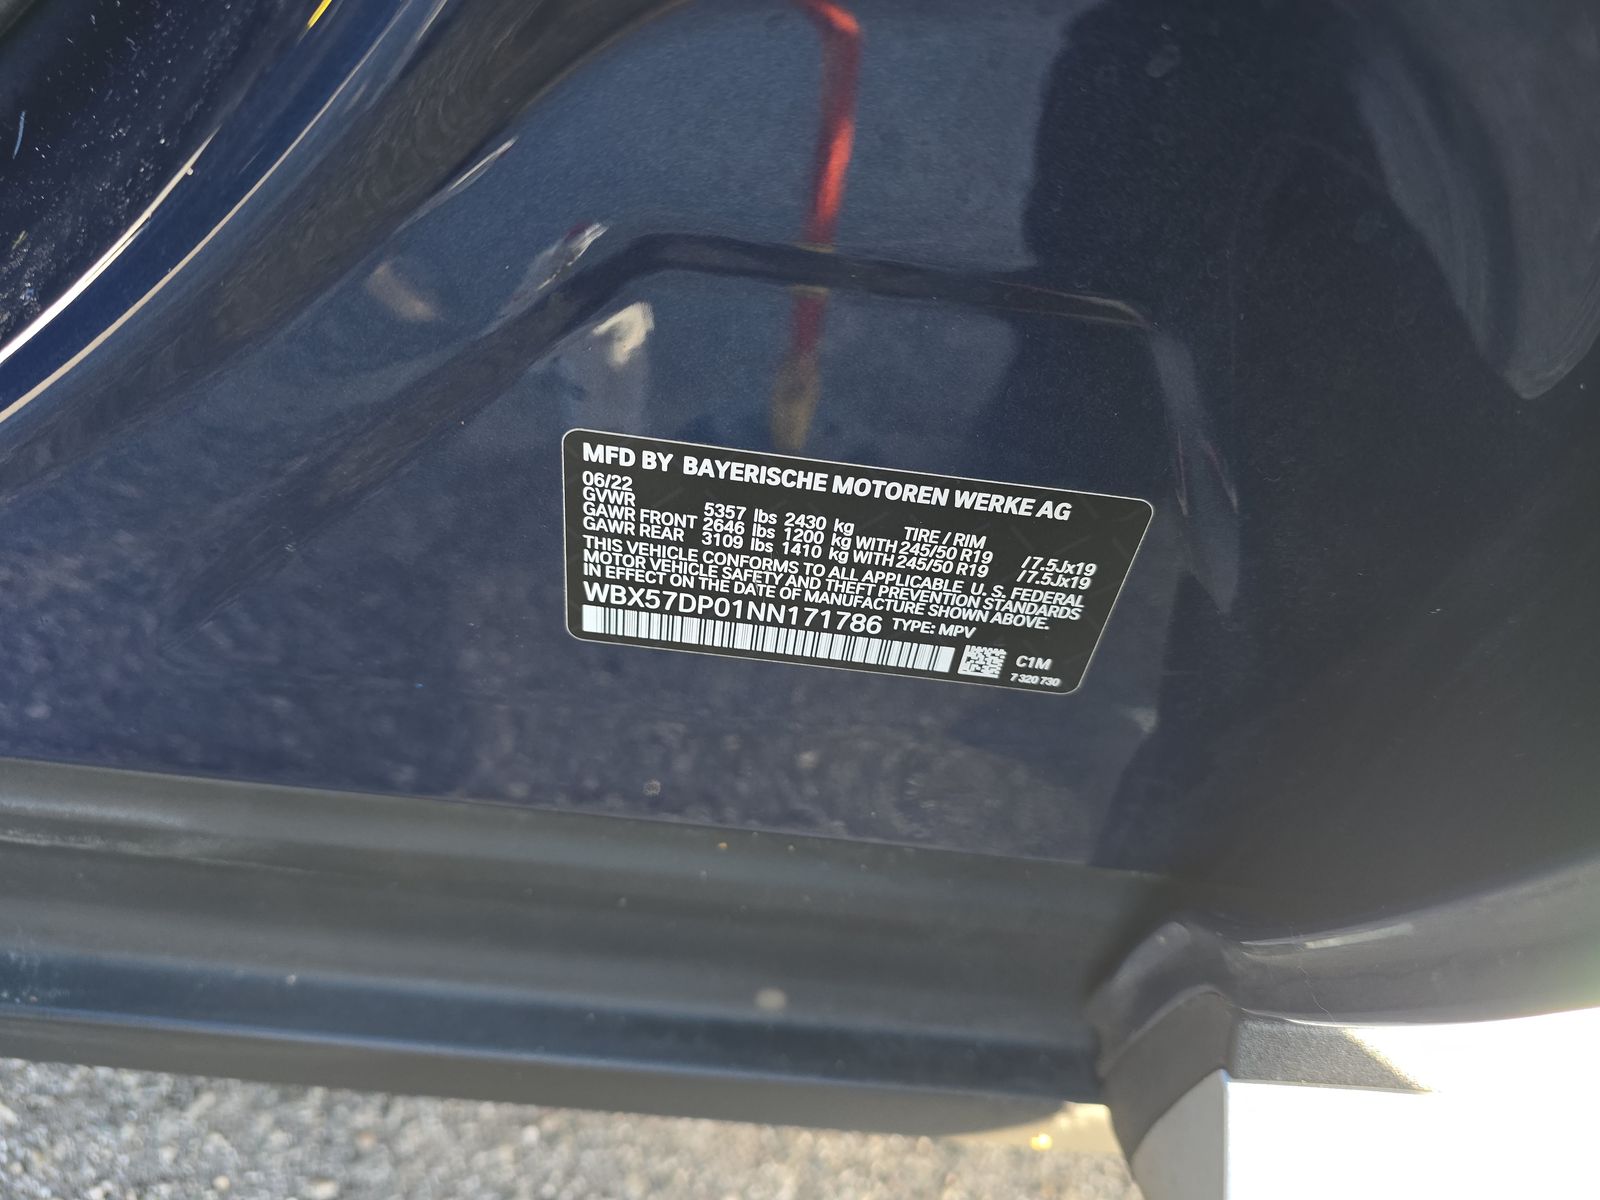 MFD BY BAYERISCHE MOTOREN WERKE AG
06/22
GVWR 5357 lbs 2430 kg TIRE / RIM
GAWR FRONT 2646 lbs 1200 kg WITH 245/50 R19 /7.5Jx19
GAWR REAR 3109 lbs 1410 kg WITH 245/50 R19 /7.5Jx19
THIS VEHICLE CONFORMS TO ALL APPLICABLE U.S. FEDERAL
MOTOR VEHICLE SAFETY AND THEFT PREVENTION STANDARDS
IN EFFECT ON THE DATE OF MANUFACTURE SHOWN ABOVE.
WBX57DP01NN171786 TYPE: MPV
C1M
7 320 730